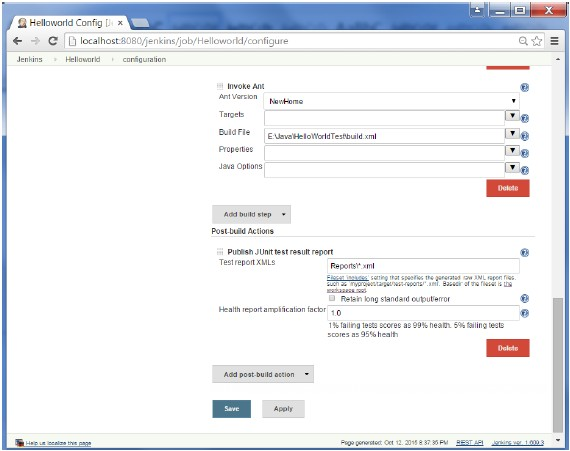 Helloworld Config [J
localhost:8080/jenkins/job/Helloworld/configure
Jenkins Helloworld configuration
Invoke Ant
Ant Version NewHome
Targets
Build File E:\Java\HelloWorldTest\build.xml
Properties
Java Options
Delete
Add build step
Post-build Actions
Publish JUnit test result report
Test report XMLs Reports\*.xml
Fileset 'includes' setting that specifies the generated raw XML report files,
such as 'myproject/target/test-reports/*.xml'. Basedir of the fileset is the
workspace root.
Retain long standard output/error
Health report amplification factor 1.0
1% failing tests scores as 99% health. 5% failing tests
scores as 95% health
Delete
Add post-build action
Save Apply
Help us localize this page Page generated: Oct 12, 2015 8:37:35 PM REST API Jenkins ver. 1.609.3